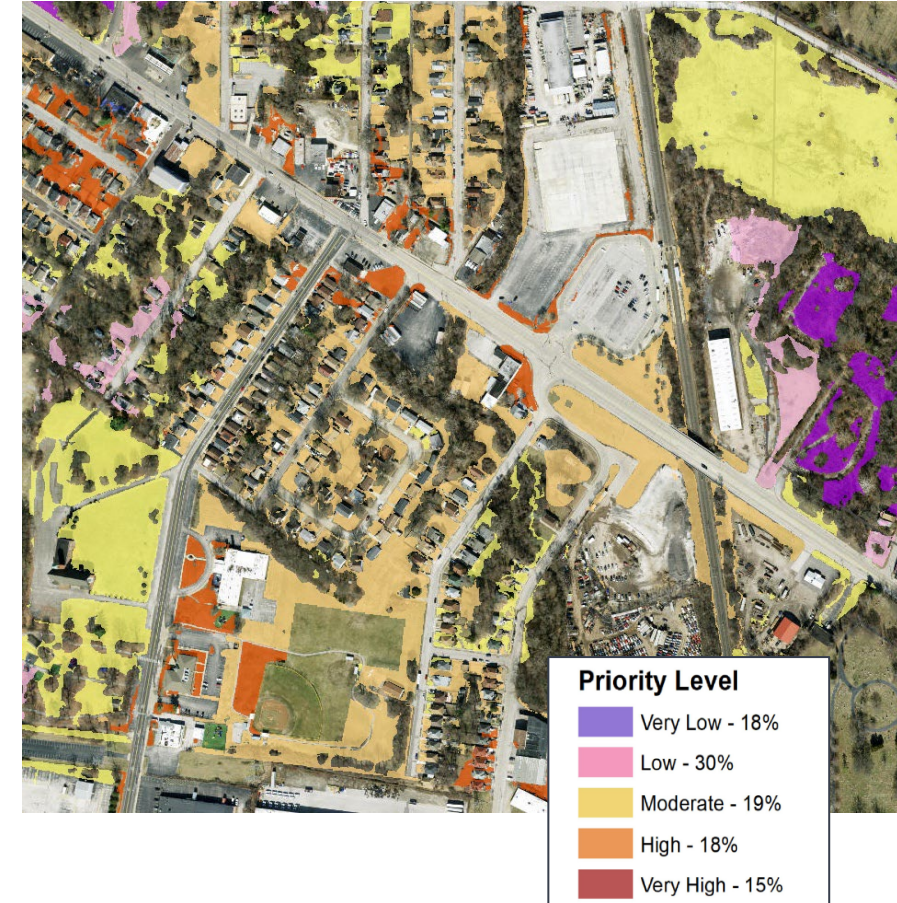 Priority Level
Very Low - 18%
Low - 30%
Moderate - 19%
High - 18%
Very High - 15%